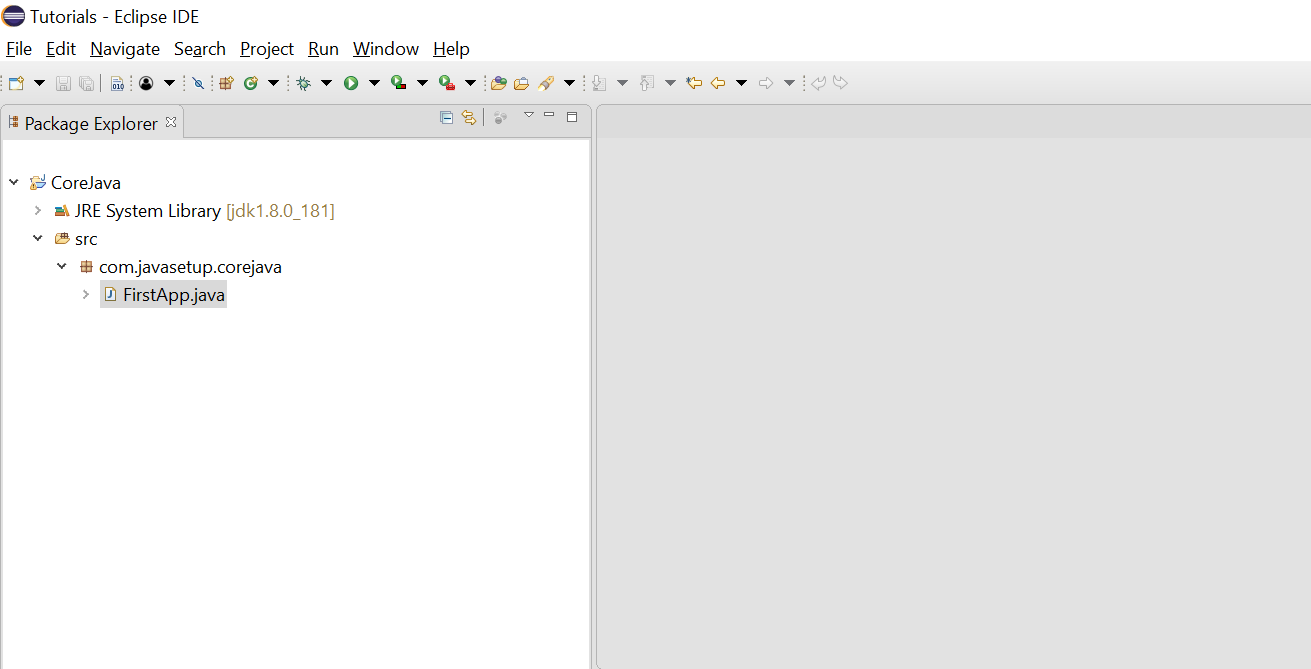 Tutorials - Eclipse IDE
File Edit Navigate Search Project Run Window Help
010
Package Explorer
CoreJava
JRE System Library [jdk1.8.0_181]
src
com.javasetup.corejava
FirstApp.java